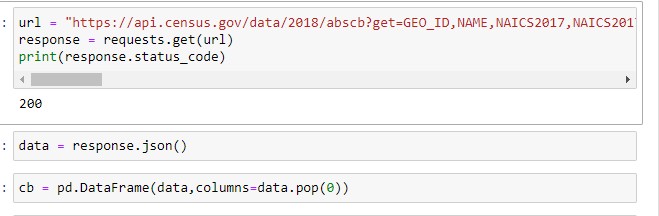 : url = "https://api.census.gov/data/2018/abscb?get=GEO_ID,NAME,NAICS2017,NAICS201
response = requests.get(url)
print(response.status_code)
200
: data = response.json()
: cb = pd.DataFrame(data,columns=data.pop(0))